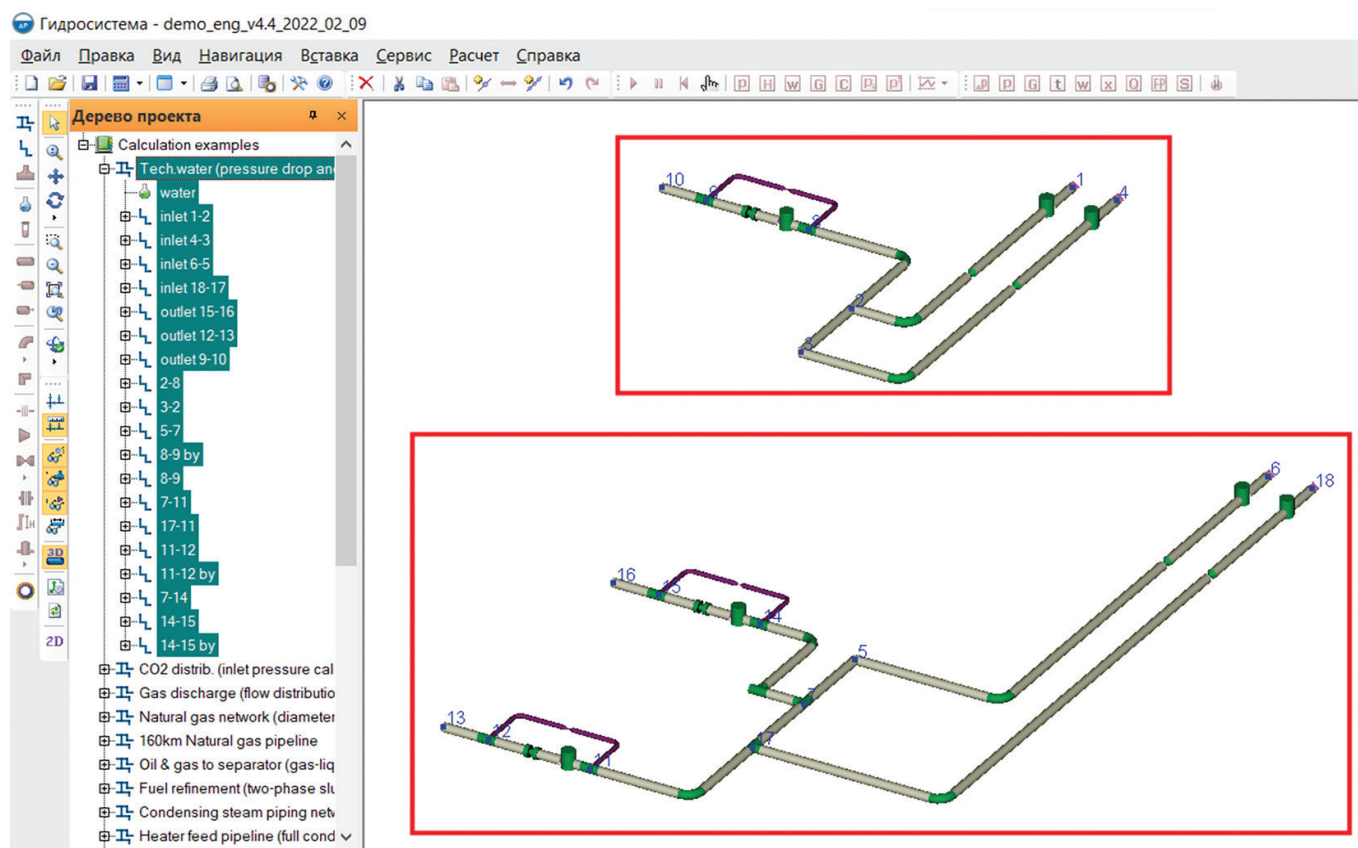 Гидросистема - demo_eng_v4.4_2022_02_09
Файл Правка Вид Навигация Вставка Сервис Расчет Справка
Дерево проекта
Calculation examples
Tech.water (pressure drop an
water
inlet 1-2
inlet 4-3
inlet 6-5
inlet 18-17
outlet 15-16
outlet 12-13
outlet 9-10
2-8
3-2
5-7
8-9 by
8-9
7-11
17-11
11-12
11-12 by
7-14
14-15
14-15 by
CO2 distrib. (inlet pressure cal
Gas discharge (flow distributio
Natural gas network (diameter
160km Natural gas pipeline
Oil & gas to separator (gas-liq
Fuel refinement (two-phase slu
Condensing steam piping netw
Heater feed pipeline (full cond
3D
2D
10
9
8
1
4
2
3
6
18
16
15
14
5
7
13
12
11
17